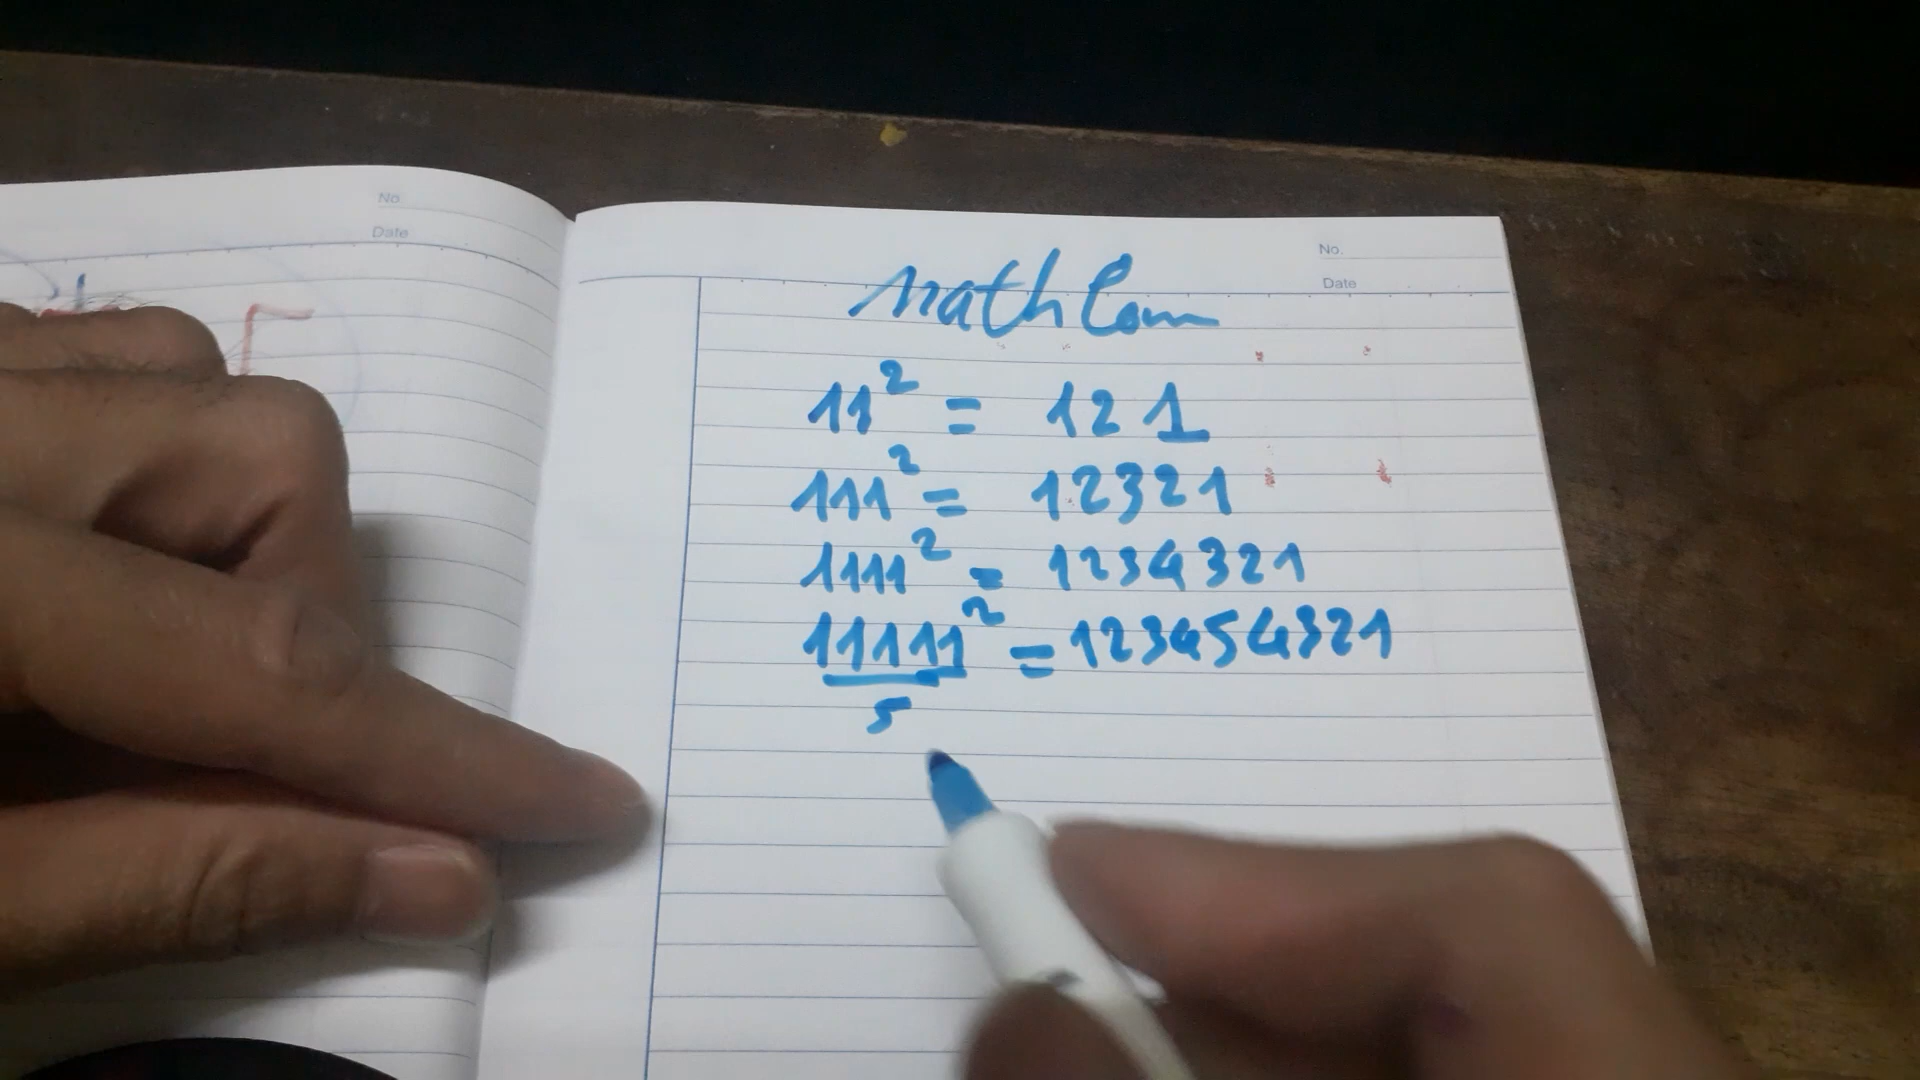 No
Date
No.
Date
math Com
11² = 121
111² = 12321
1111² = 1234321
11111² = 123454321
5